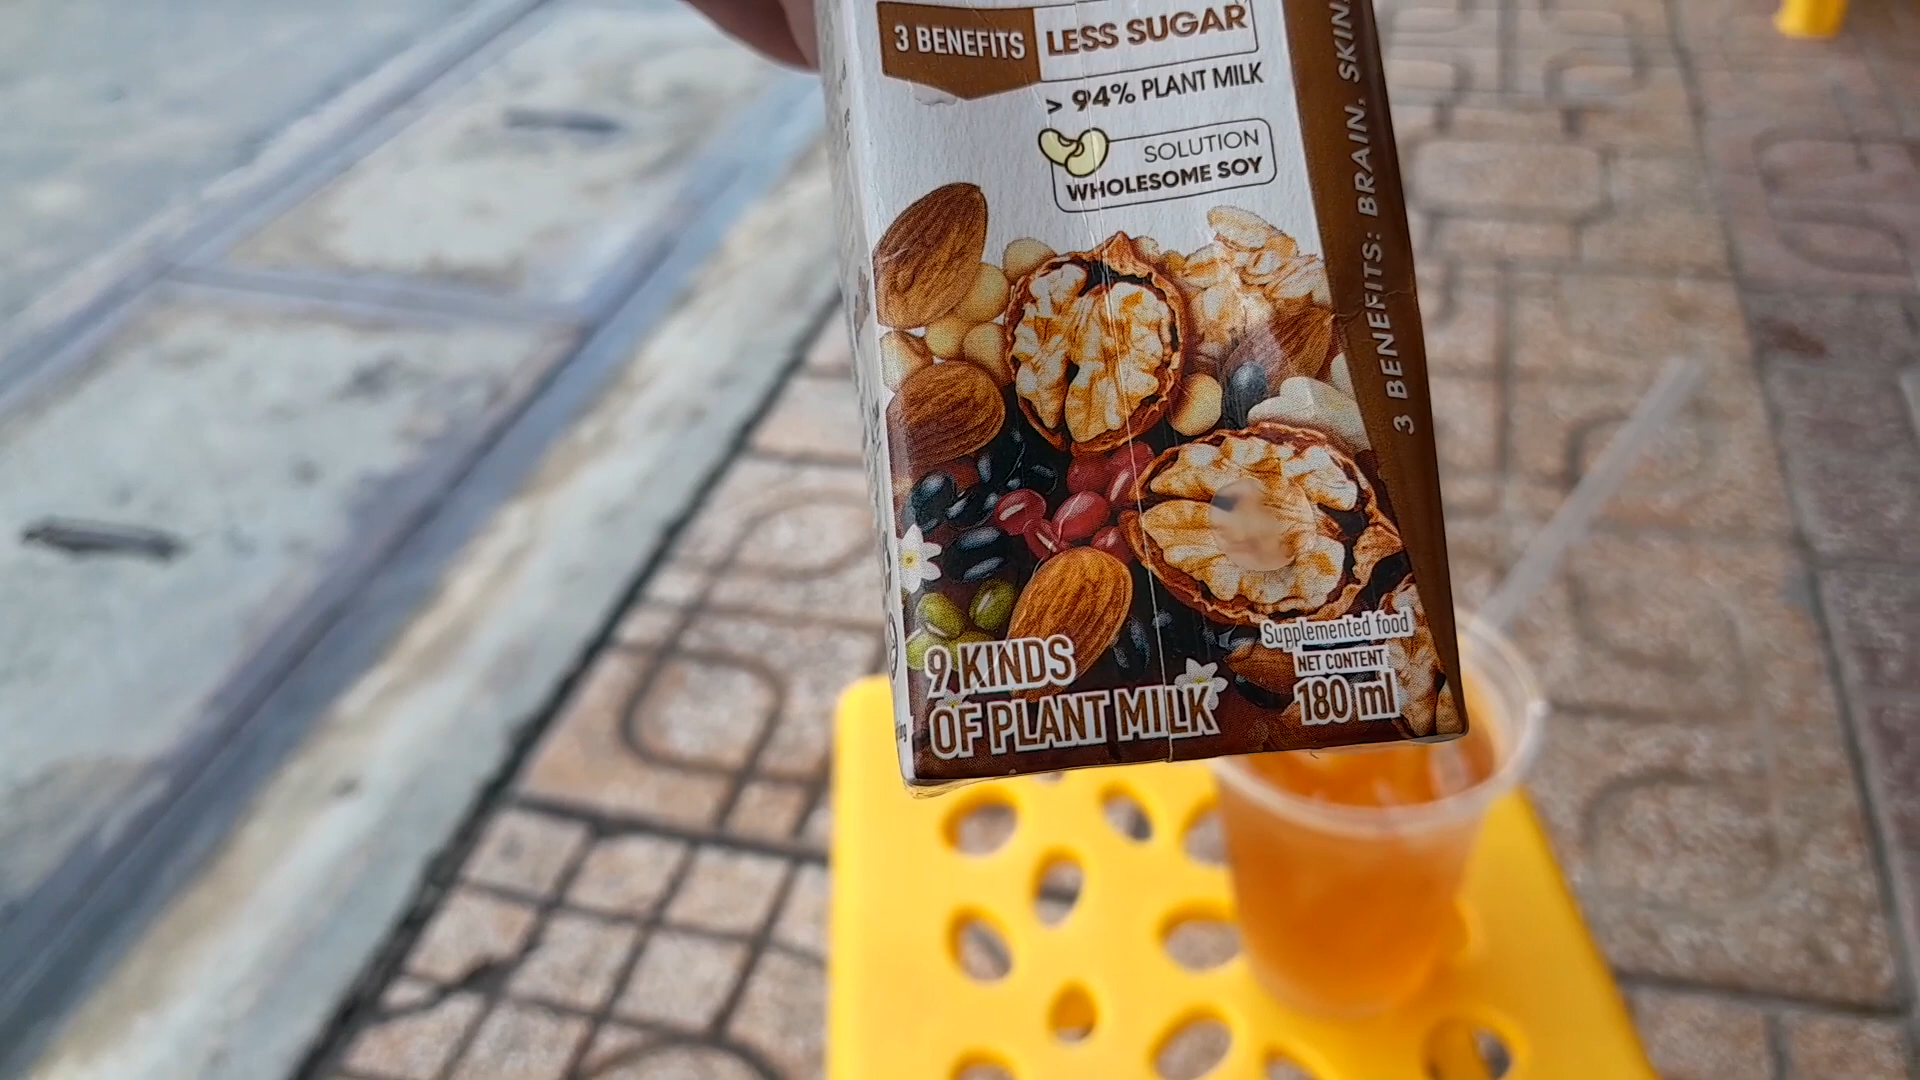 3 BENEFITS
LESS SUGAR
> 94% PLANT MILK
SOLUTION
WHOLESOME SOY
3 BENEFITS: BRAIN. SKIN
9 KINDS
OF PLANT MILK
Supplemented food
NET CONTENT
180 ml